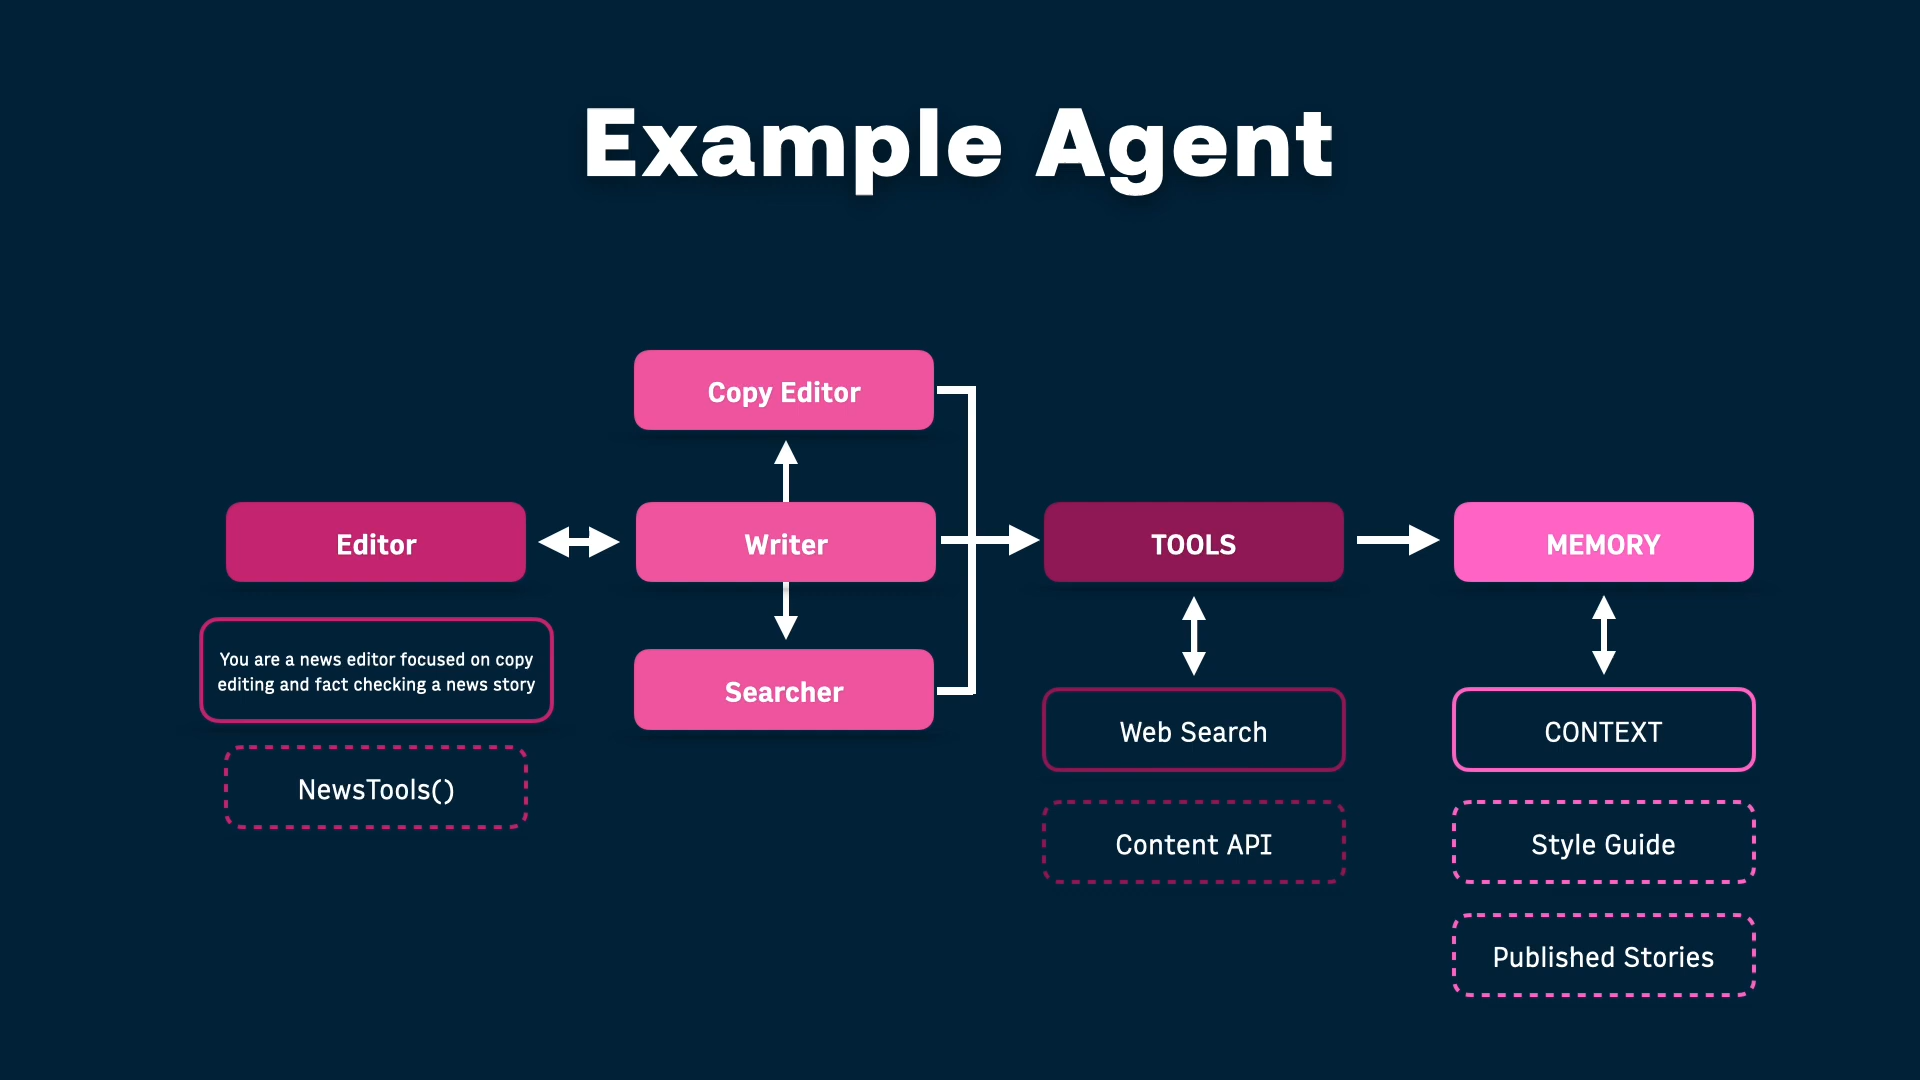 Example Agent
Copy Editor
Editor
Writer
TOOLS
MEMORY
You are a news editor focused on copy
editing and fact checking a news story
Searcher
Web Search
CONTEXT
NewsTools()
Content API
Style Guide
Published Stories